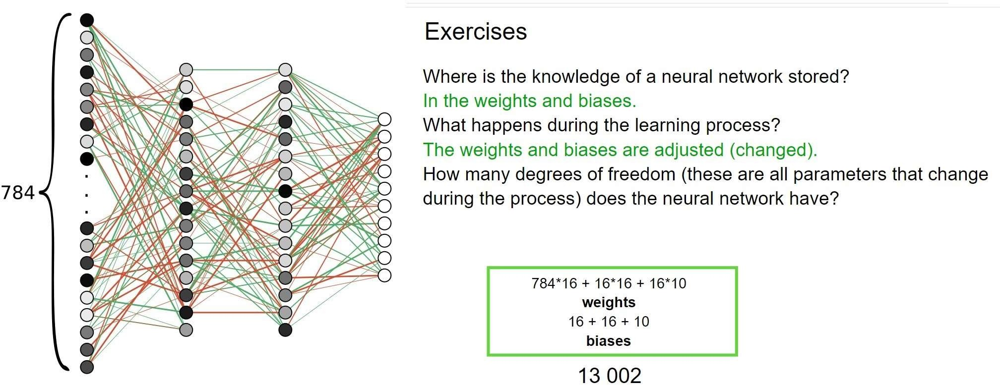 784
Exercises
Where is the knowledge of a neural network stored?
In the weights and biases.
What happens during the learning process?
The weights and biases are adjusted (changed).
How many degrees of freedom (these are all parameters that change
during the process) does the neural network have?
784*16 + 16*16 + 16*10
weights
16 + 16 + 10
biases
13 002